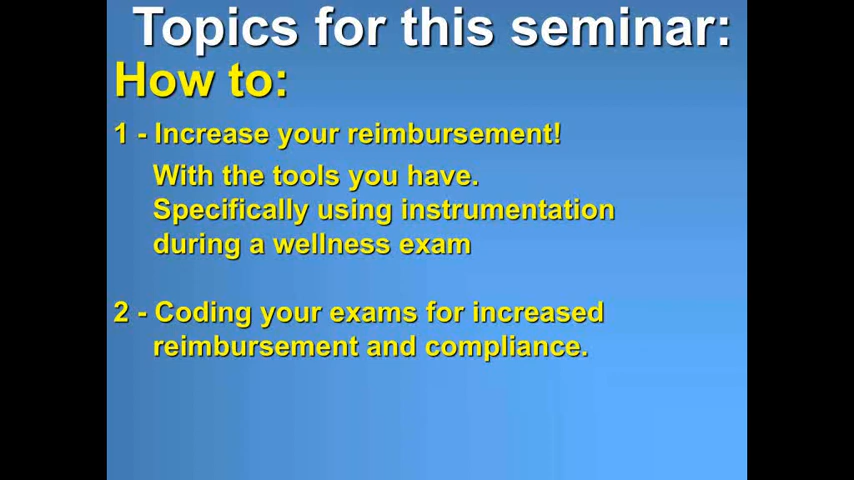 Topics for this seminar:
How to:
1 - Increase your reimbursement!
With the tools you have.
Specifically using instrumentation
during a wellness exam
2 - Coding your exams for increased
reimbursement and compliance.